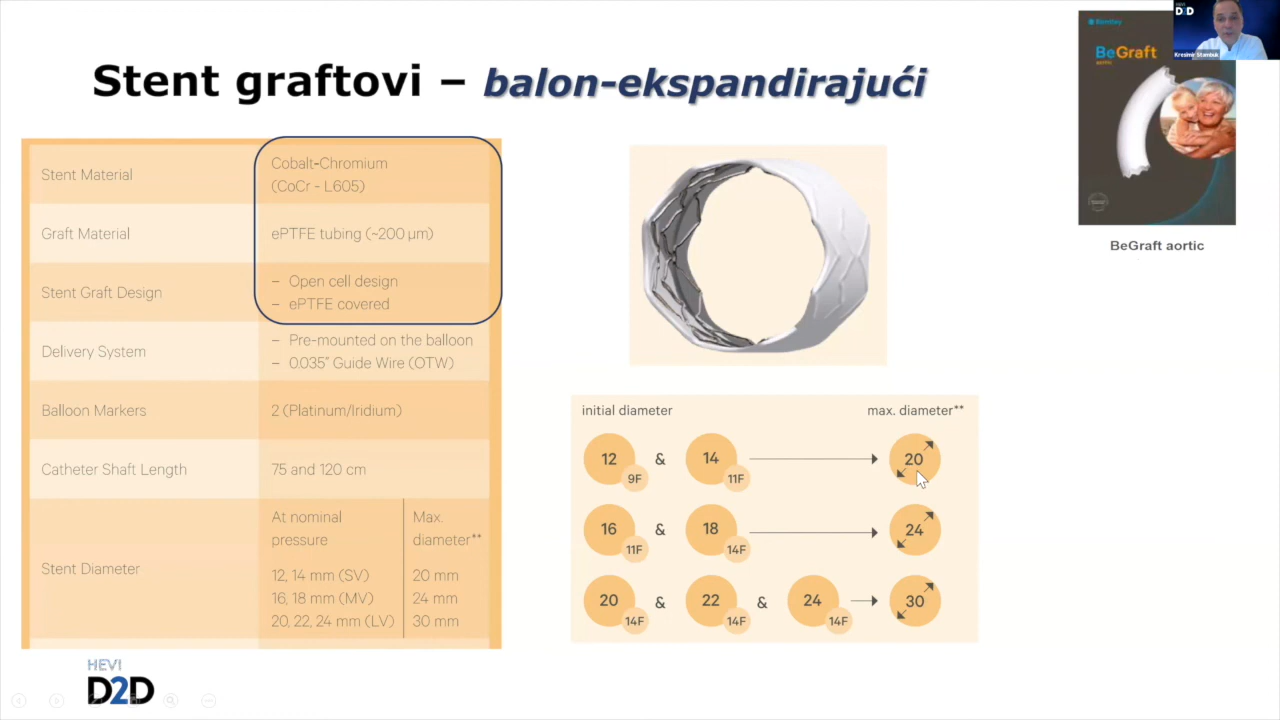 Stent graftovi – balon-ekspandirajući
Stent Material
Cobalt-Chromium
(CoCr - L605)
Graft Material
ePTFE tubing (~200 µm)
Stent Graft Design
– Open cell design
– ePTFE covered
Delivery System
– Pre-mounted on the balloon
– 0.035" Guide Wire (OTW)
Balloon Markers
2 (Platinum/Iridium)
Catheter Shaft Length
75 and 120 cm
Stent Diameter
At nominal
pressure
Max.
diameter**
12, 14 mm (SV) 20 mm
16, 18 mm (MV) 24 mm
20, 22, 24 mm (LV) 30 mm
initial diameter max. diameter**
12 9F & 14 11F 20
16 11F & 18 14F 24
20 14F & 22 14F & 24 14F 30
Bentley
BeGraft
aortic
HEVI
D2D
Kresimir Stambuk
BeGraft aortic
HEVI
D2D